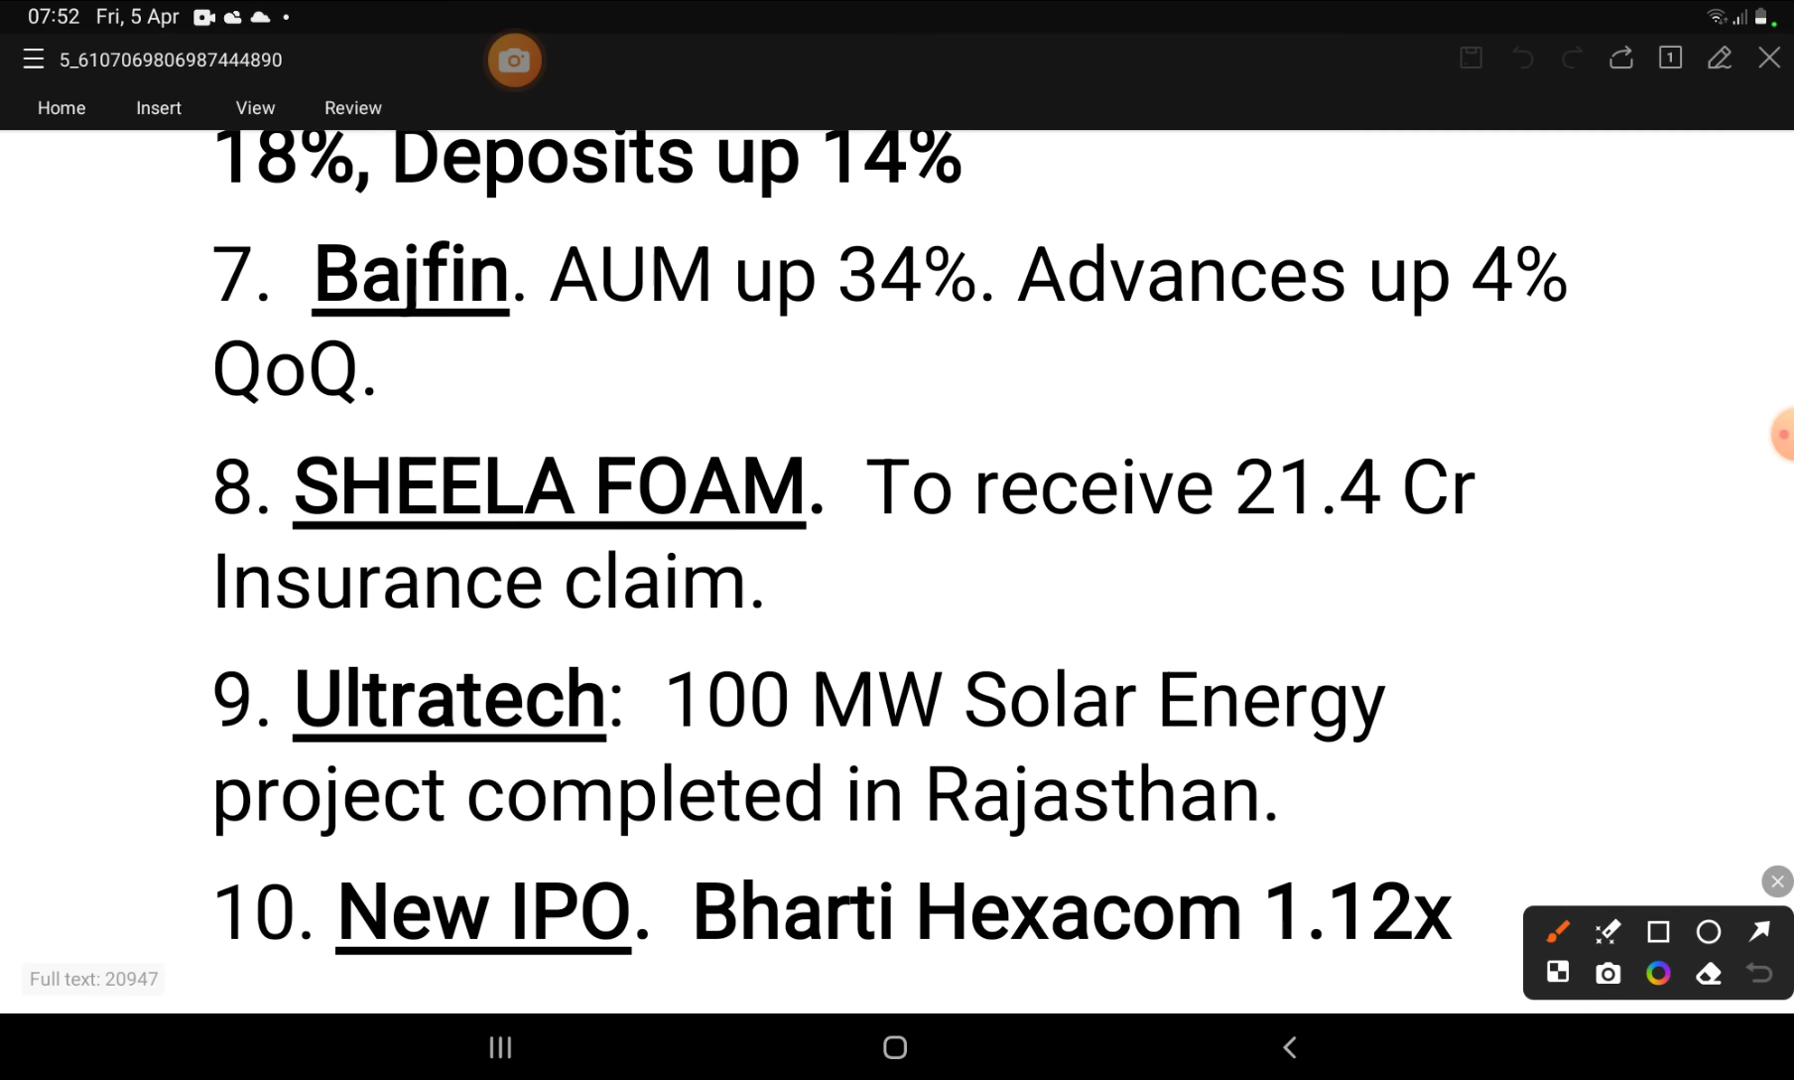 07:52 Fri, 5 Apr
5_6107069806987444890
1
Home Insert View Review
18%, Deposits up 14%
7. Bajfin. AUM up 34%. Advances up 4%
QoQ.
8. SHEELA FOAM. To receive 21.4 Cr
Insurance claim.
9. Ultratech: 100 MW Solar Energy
project completed in Rajasthan.
10. New IPO. Bharti Hexacom 1.12x
Full text: 20947